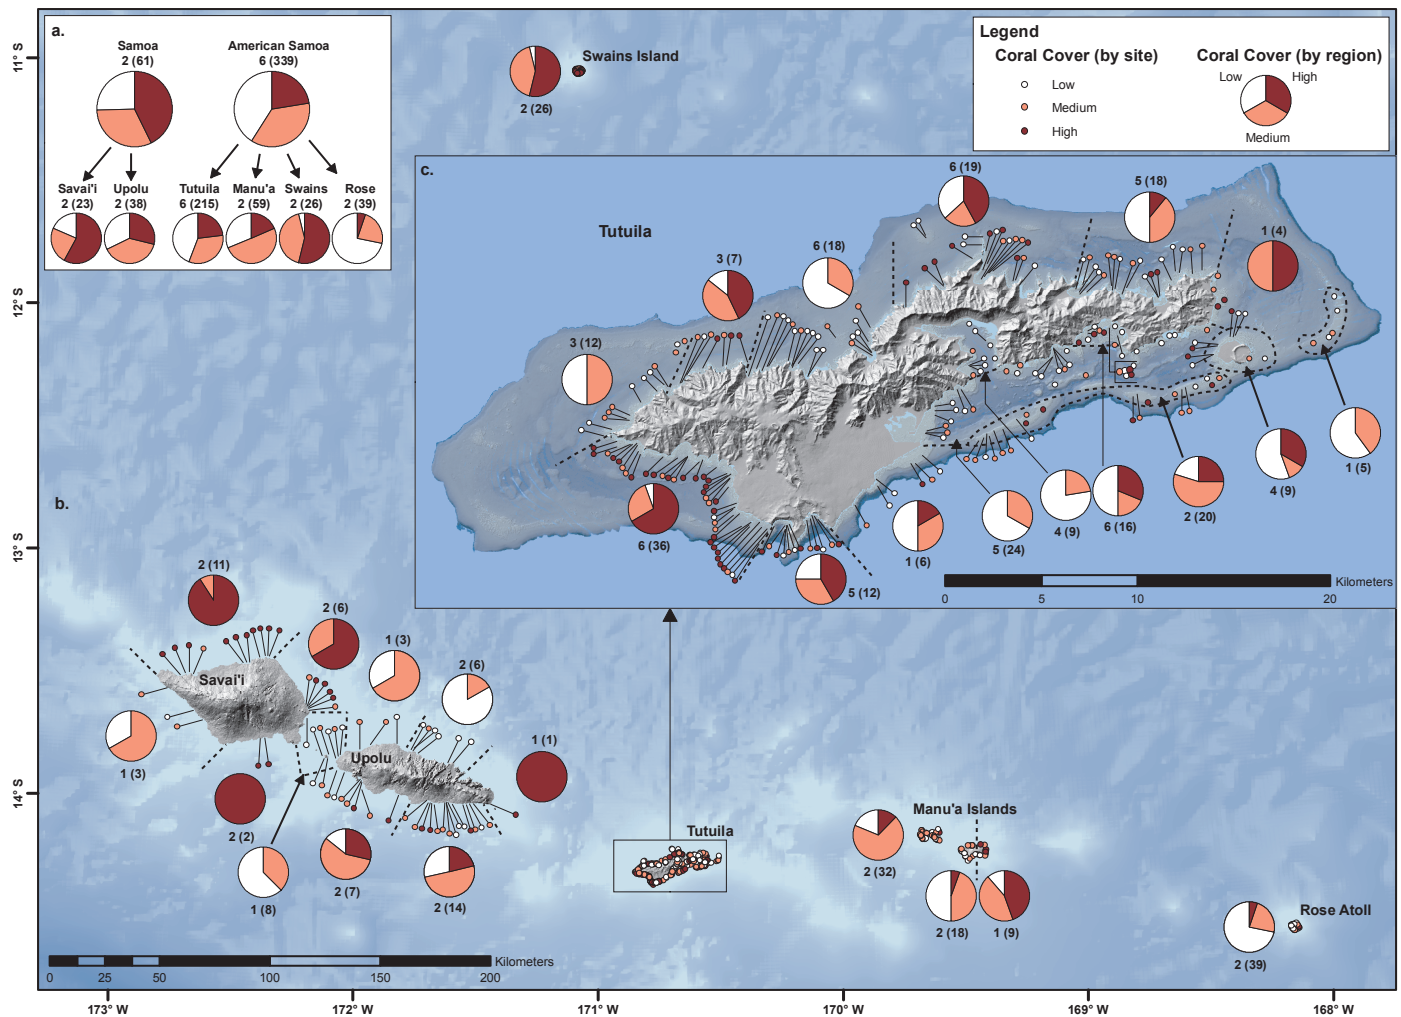 a.
Samoa
2 (61)
American Samoa
6 (339)
Savai'i
2 (23)
Upolu
2 (38)
Tutuila
6 (215)
Manu'a
2 (59)
Swains
2 (26)
Rose
2 (39)
Swains Island
2 (26)
Legend
Coral Cover (by site)
Low
Medium
High
Coral Cover (by region)
Low
High
Medium
c.
Tutuila
6 (19)
5 (18)
1 (4)
6 (18)
3 (7)
3 (12)
1 (5)
4 (9)
2 (20)
6 (16)
4 (9)
5 (24)
1 (6)
6 (36)
5 (12)
Kilometers
0
5
10
20
b.
2 (11)
2 (6)
1 (3)
2 (6)
Savai'i
1 (3)
1 (1)
Upolu
2 (2)
1 (8)
2 (7)
2 (14)
Tutuila
Manu'a Islands
2 (32)
2 (18)
1 (9)
Rose Atoll
2 (39)
Kilometers
0
25
50
100
150
200
11° S
12° S
13° S
14° S
173° W
172° W
171° W
170° W
169° W
168° W